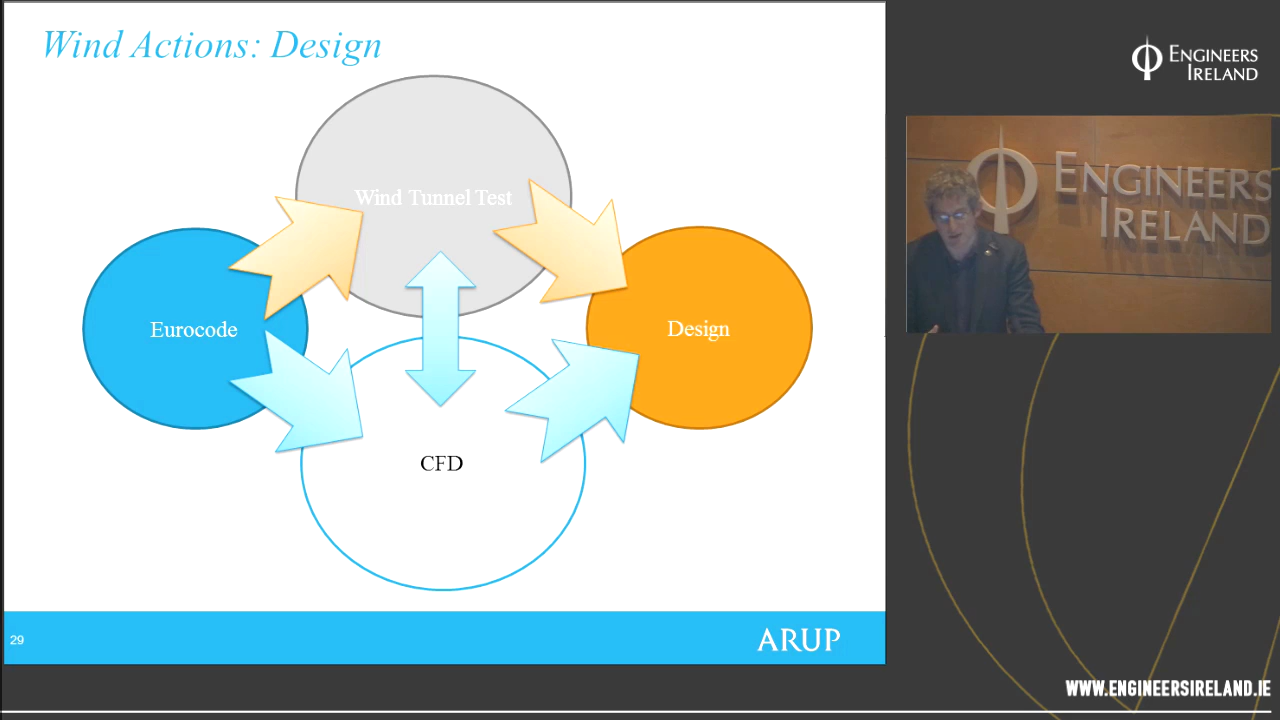 Wind Actions: Design
Wind Tunnel Test
Eurocode
Design
CFD
29
ARUP
ENGINEERS
IRELAND
ENGINEERS
IRELAND
WWW.ENGINEERSIRELAND.IE